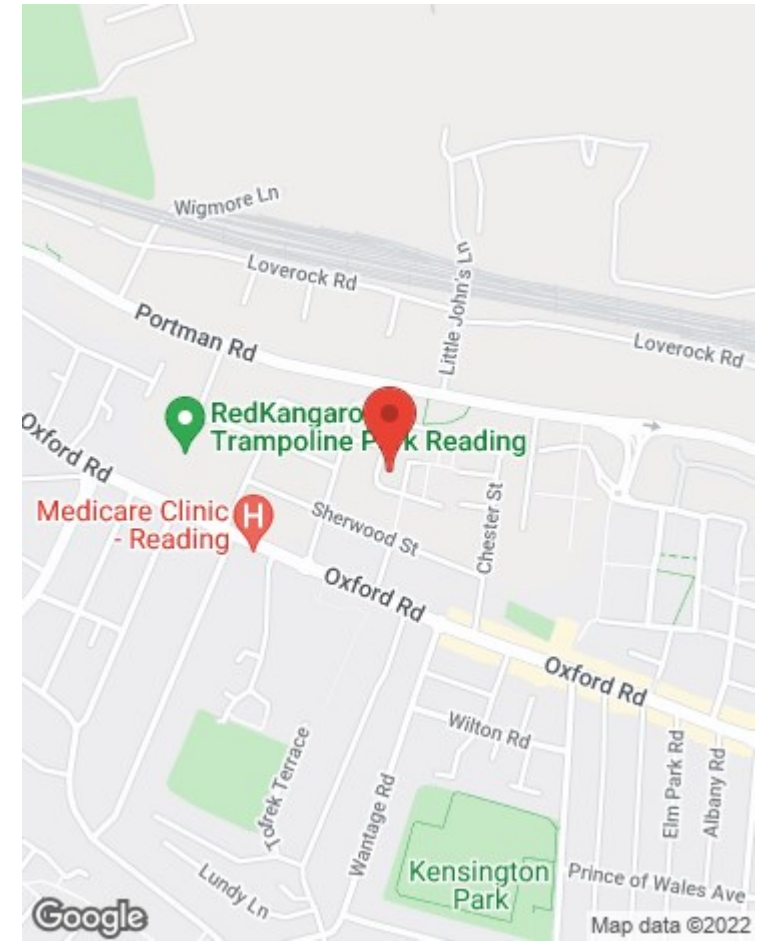 Wigmore Ln
Loverock Rd
Little John's Ln
Portman Rd
Loverock Rd
RedKangaro
Trampoline P k Reading
Oxford Rd
Medicare Clinic
- Reading
H
Sherwood St
Chester St
Oxford Rd
Oxford Rd
Wilton Rd
Tofrek Terrace
Wantage Rd
Elm Park Rd
Albany Rd
Kensington
Park
Prince of Wales Ave
Lundy Ln
Google
Map data ©2022